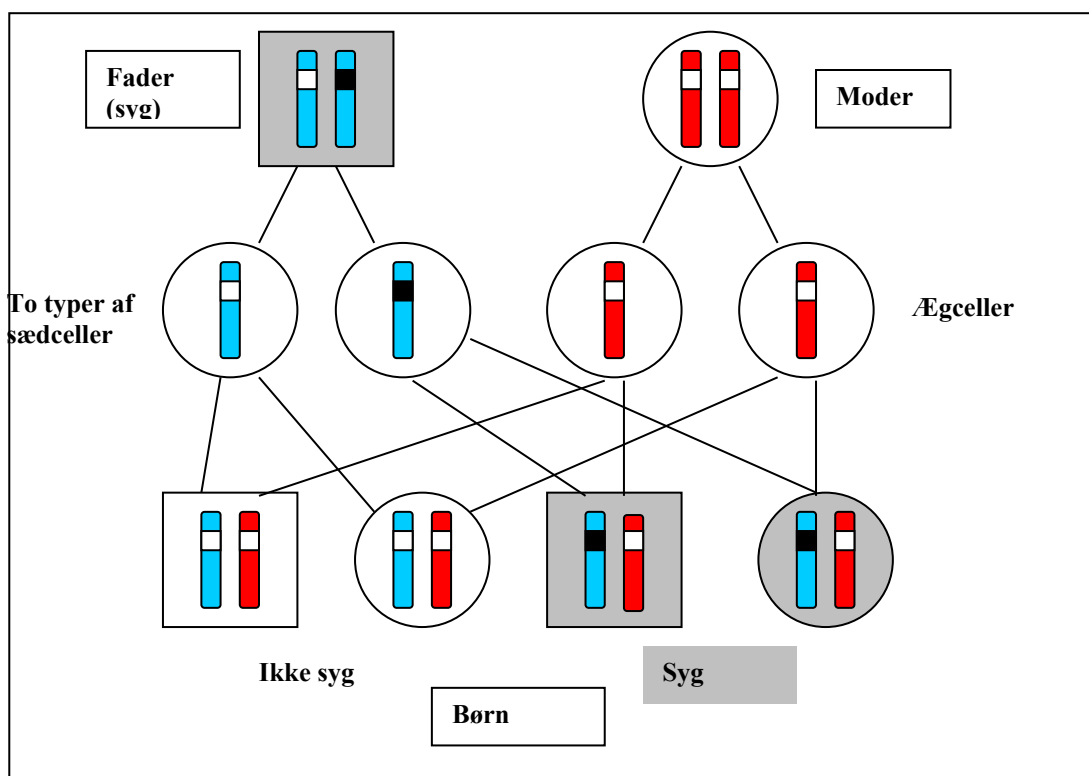 Fader
(syg)
Moder
To typer af
sædceller
Ægceller
Ikke syg
Syg
Børn